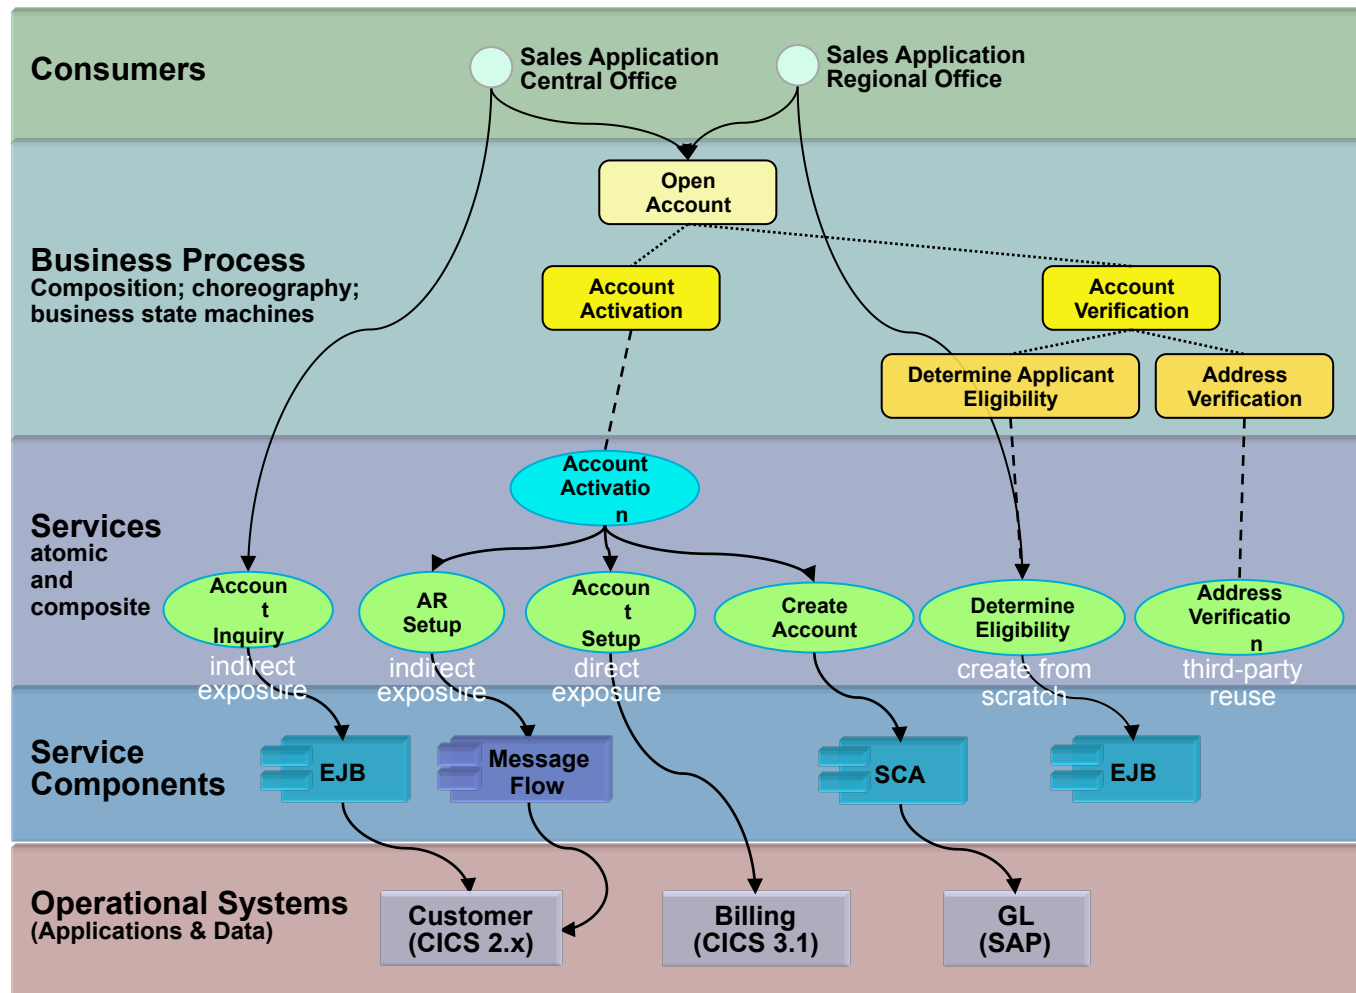 Consumers
Sales Application
Central Office
Sales Application
Regional Office
Open
Account
Business Process
Composition; choreography;
business state machines
Account
Activation
Account
Verification
Determine Applicant
Eligibility
Address
Verification
Services
atomic
and
composite
Account
Activatio
n
Accoun
t
Inquiry
AR
Setup
Accoun
t
Setup
Create
Account
Determine
Eligibility
Address
Verificatio
n
indirect
exposure
indirect
exposure
direct
exposure
create from
scratch
third-party
reuse
Service
Components
EJB
Message
Flow
SCA
EJB
Operational Systems
(Applications & Data)
Customer
(CICS 2.x)
Billing
(CICS 3.1)
GL
(SAP)